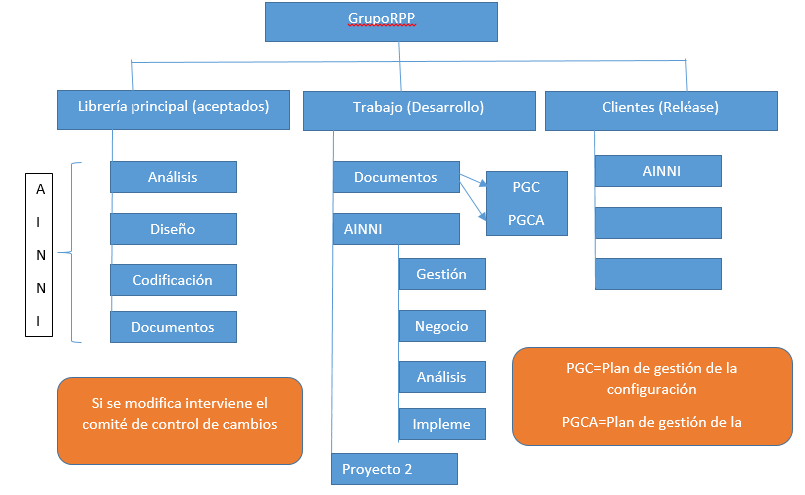 GrupoRPP
Librería principal (aceptados)
Trabajo (Desarrollo)
Clientes (Reléase)
A
I
N
N
I
Análisis
Diseño
Codificación
Documentos
Documentos
PGC
PGCA
AINNI
Gestión
Negocio
Análisis
Impleme
Proyecto 2
AINNI
Si se modifica interviene el
comité de control de cambios
PGC=Plan de gestión de la
configuración
PGCA=Plan de gestión de la